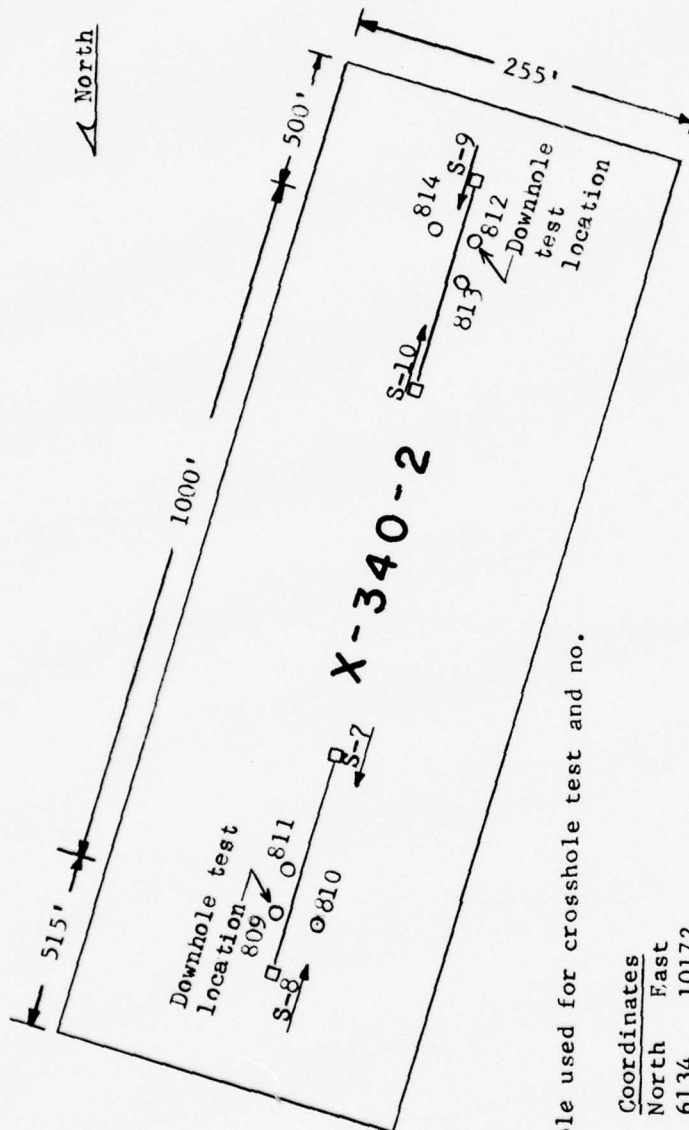 North
500'
255'
1000'
515'
814
S-9
812
Downhole
test
location
813
S-10
X-340-2
S-7
Downhole test
location
811
809
810
S-8
used for crosshole test and no.
Coordinates
North East
6134 10172